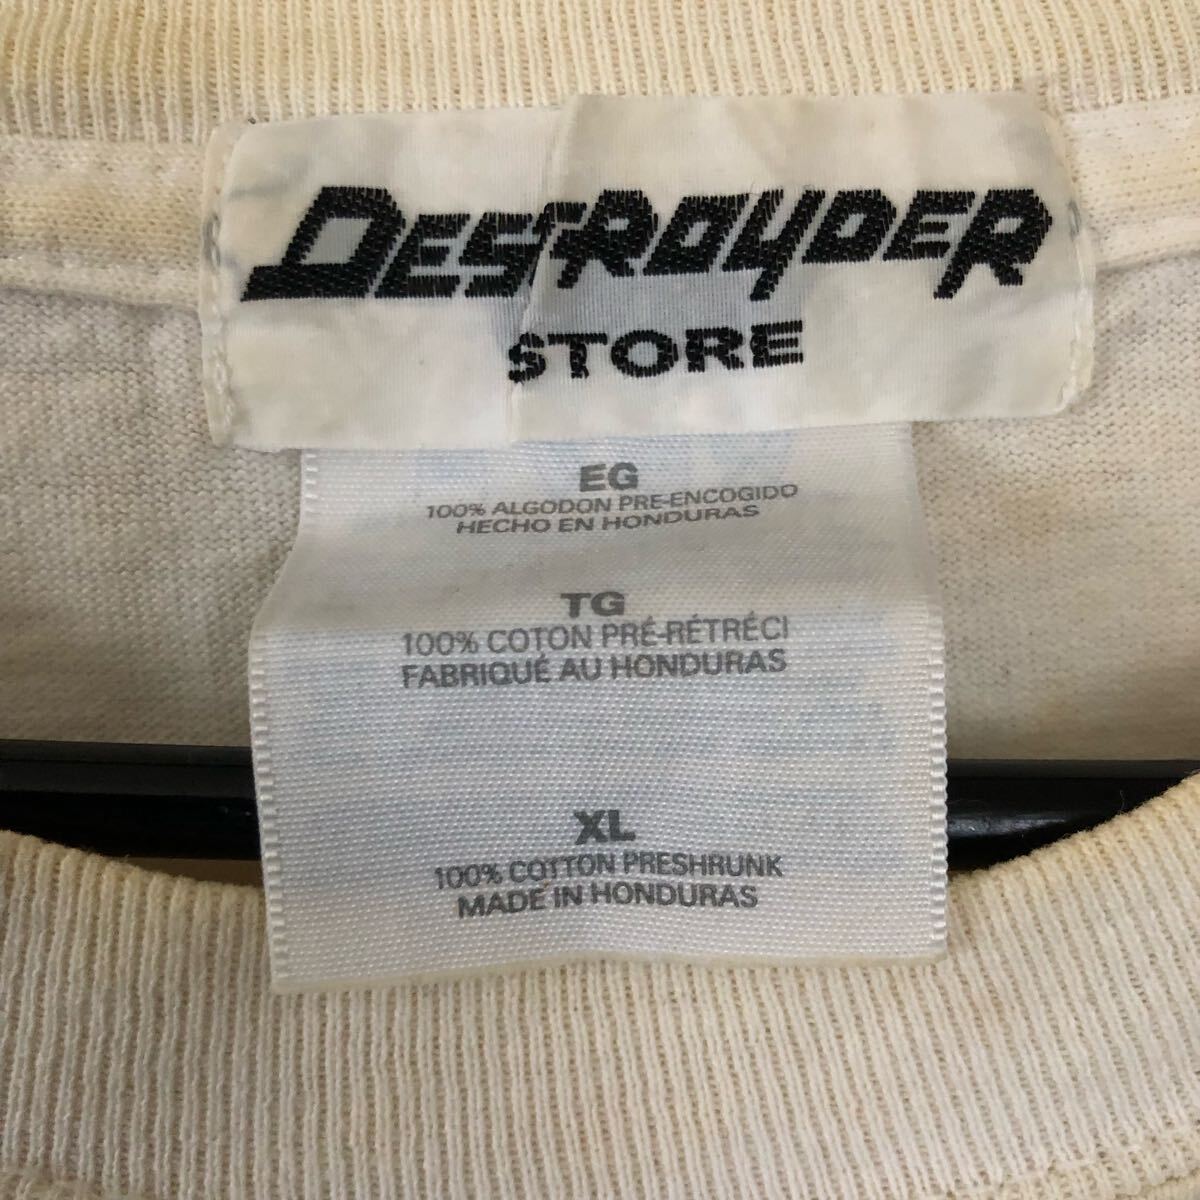 DESTROYDER
STORE
EG
100% ALGODON PRE-ENCOGIDO
HECHO EN HONDURAS
TG
100% COTON PRÉ-RÉTRÉCI
FABRIQUÉ AU HONDURAS
XL
100% COTTON PRESHRUNK
MADE IN HONDURAS